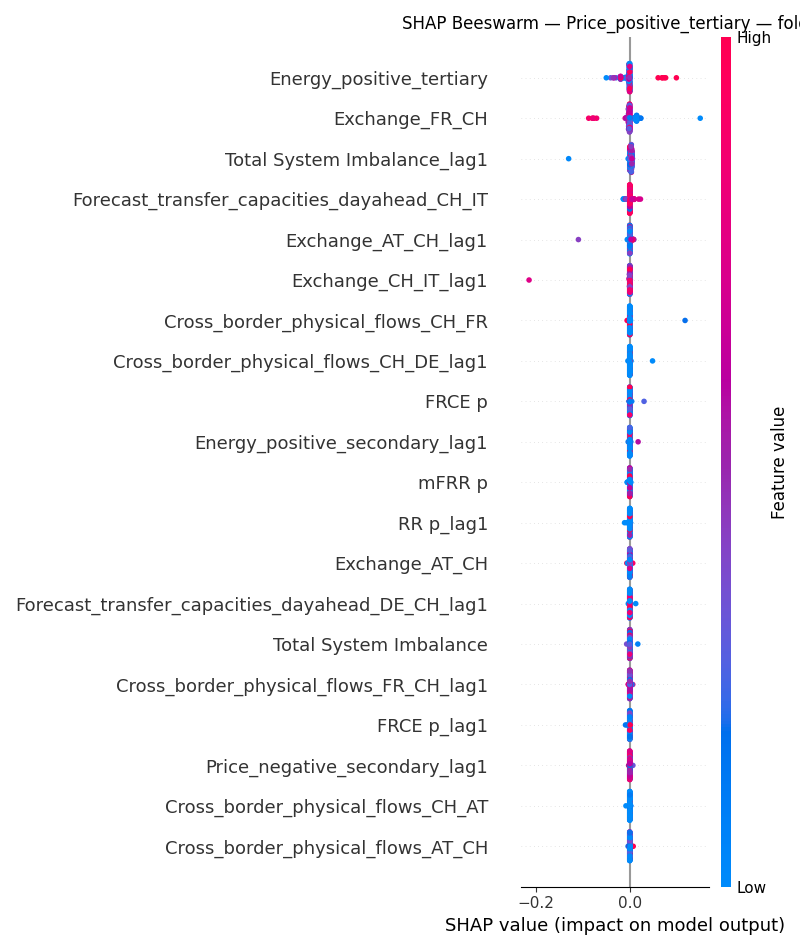 SHAP Beeswarm — Price_positive_tertiary — fol
High
Energy_positive_tertiary
Exchange_FR_CH
Total System Imbalance_lag1
Forecast_transfer_capacities_dayahead_CH_IT
Exchange_AT_CH_lag1
Exchange_CH_IT_lag1
Cross_border_physical_flows_CH_FR
Cross_border_physical_flows_CH_DE_lag1
FRCE p
Energy_positive_secondary_lag1
mFRR p
RR p_lag1
Exchange_AT_CH
Forecast_transfer_capacities_dayahead_DE_CH_lag1
Total System Imbalance
Cross_border_physical_flows_FR_CH_lag1
FRCE p_lag1
Price_negative_secondary_lag1
Cross_border_physical_flows_CH_AT
Cross_border_physical_flows_AT_CH
Feature value
Low
−0.2 0.0
SHAP value (impact on model output)